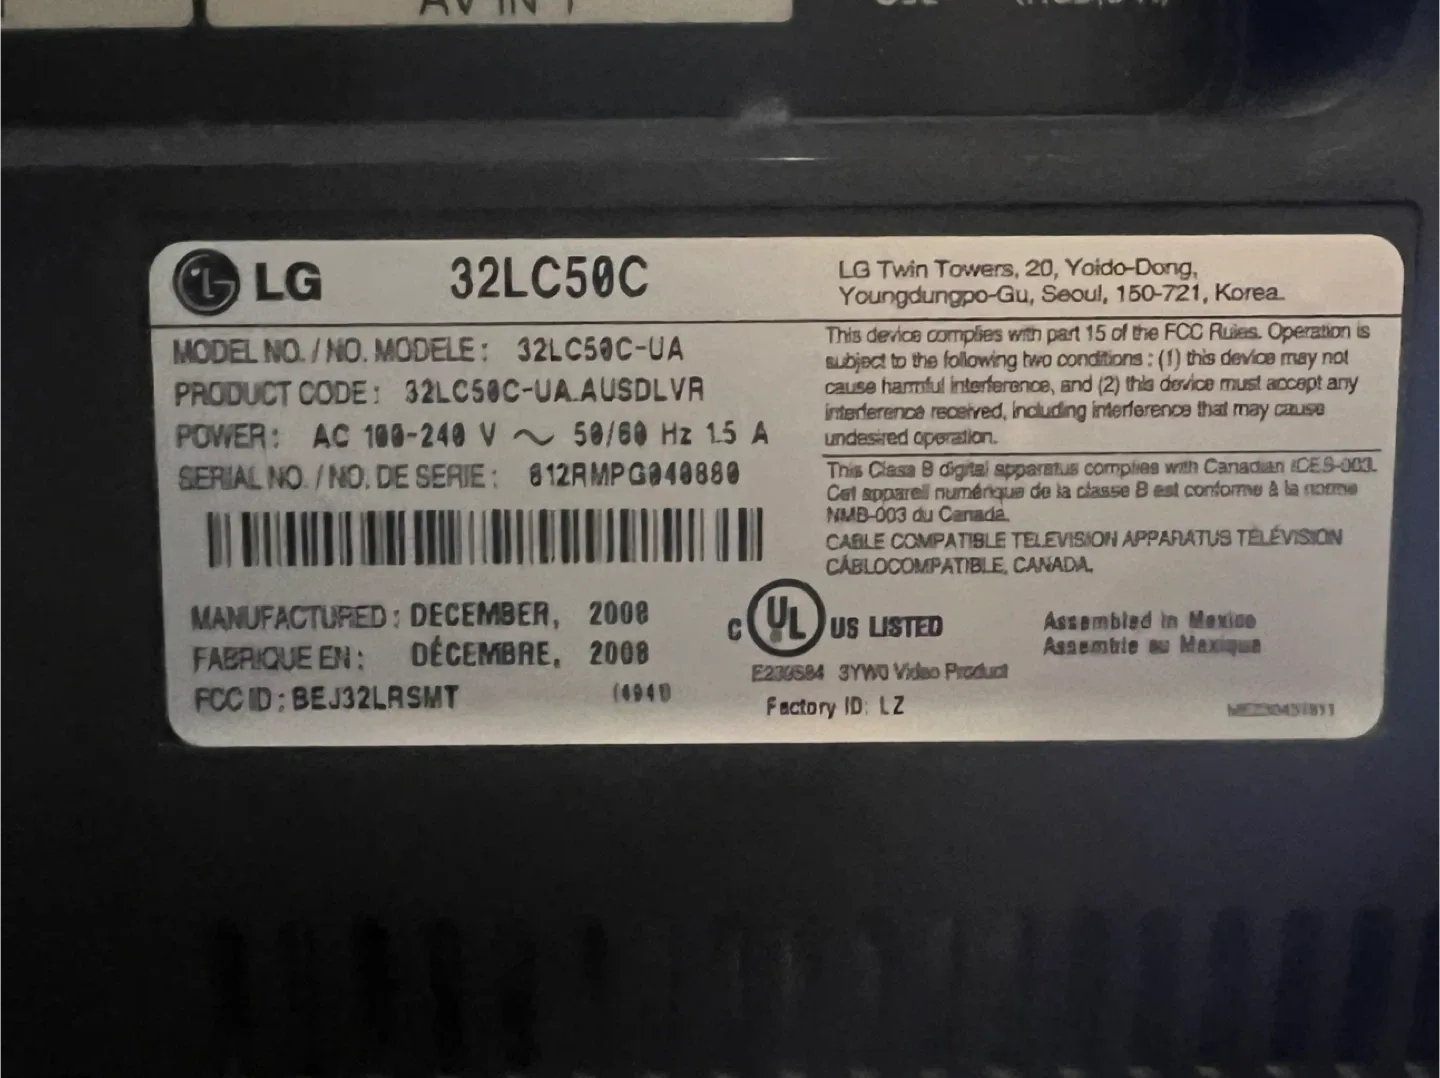 AV IN 1
LG 32LC50C
LG Twin Towers, 20, Yoido-Dong,
Youngdungpo-Gu, Seoul, 150-721, Korea.
MODEL NO. / NO. MODELE : 32LC50C-UA
PRODUCT CODE : 32LC50C-UA.AUSDLVR
POWER : AC 100-240 V ~ 50/60 Hz 1.5 A
SERIAL NO. / NO. DE SERIE : 812RMPG040880
MANUFACTURED : DECEMBER, 2008
FABRIQUE EN : DÉCEMBRE, 2008
FCC ID : BEJ32LRSMT
This device complies with part 15 of the FCC Rules. Operation is
subject to the following two conditions : (1) this device may not
cause harmful interference, and (2) this device must accept any
interference received, including interference that may cause
undesired operation.
This Class B digital apparatus complies with Canadian ICES-003.
Cet appareil numérique de la classe B est conforme à la norme
NMB-003 du Canada.
CABLE COMPATIBLE TELEVISION APPARATUS TÉLÉVISION
CÂBLOCOMPATIBLE, CANADA.
C UL US LISTED
E230584 3YW0 Video Product
Factory ID: LZ
Assembled in Mexico
Assemblé au Mexique